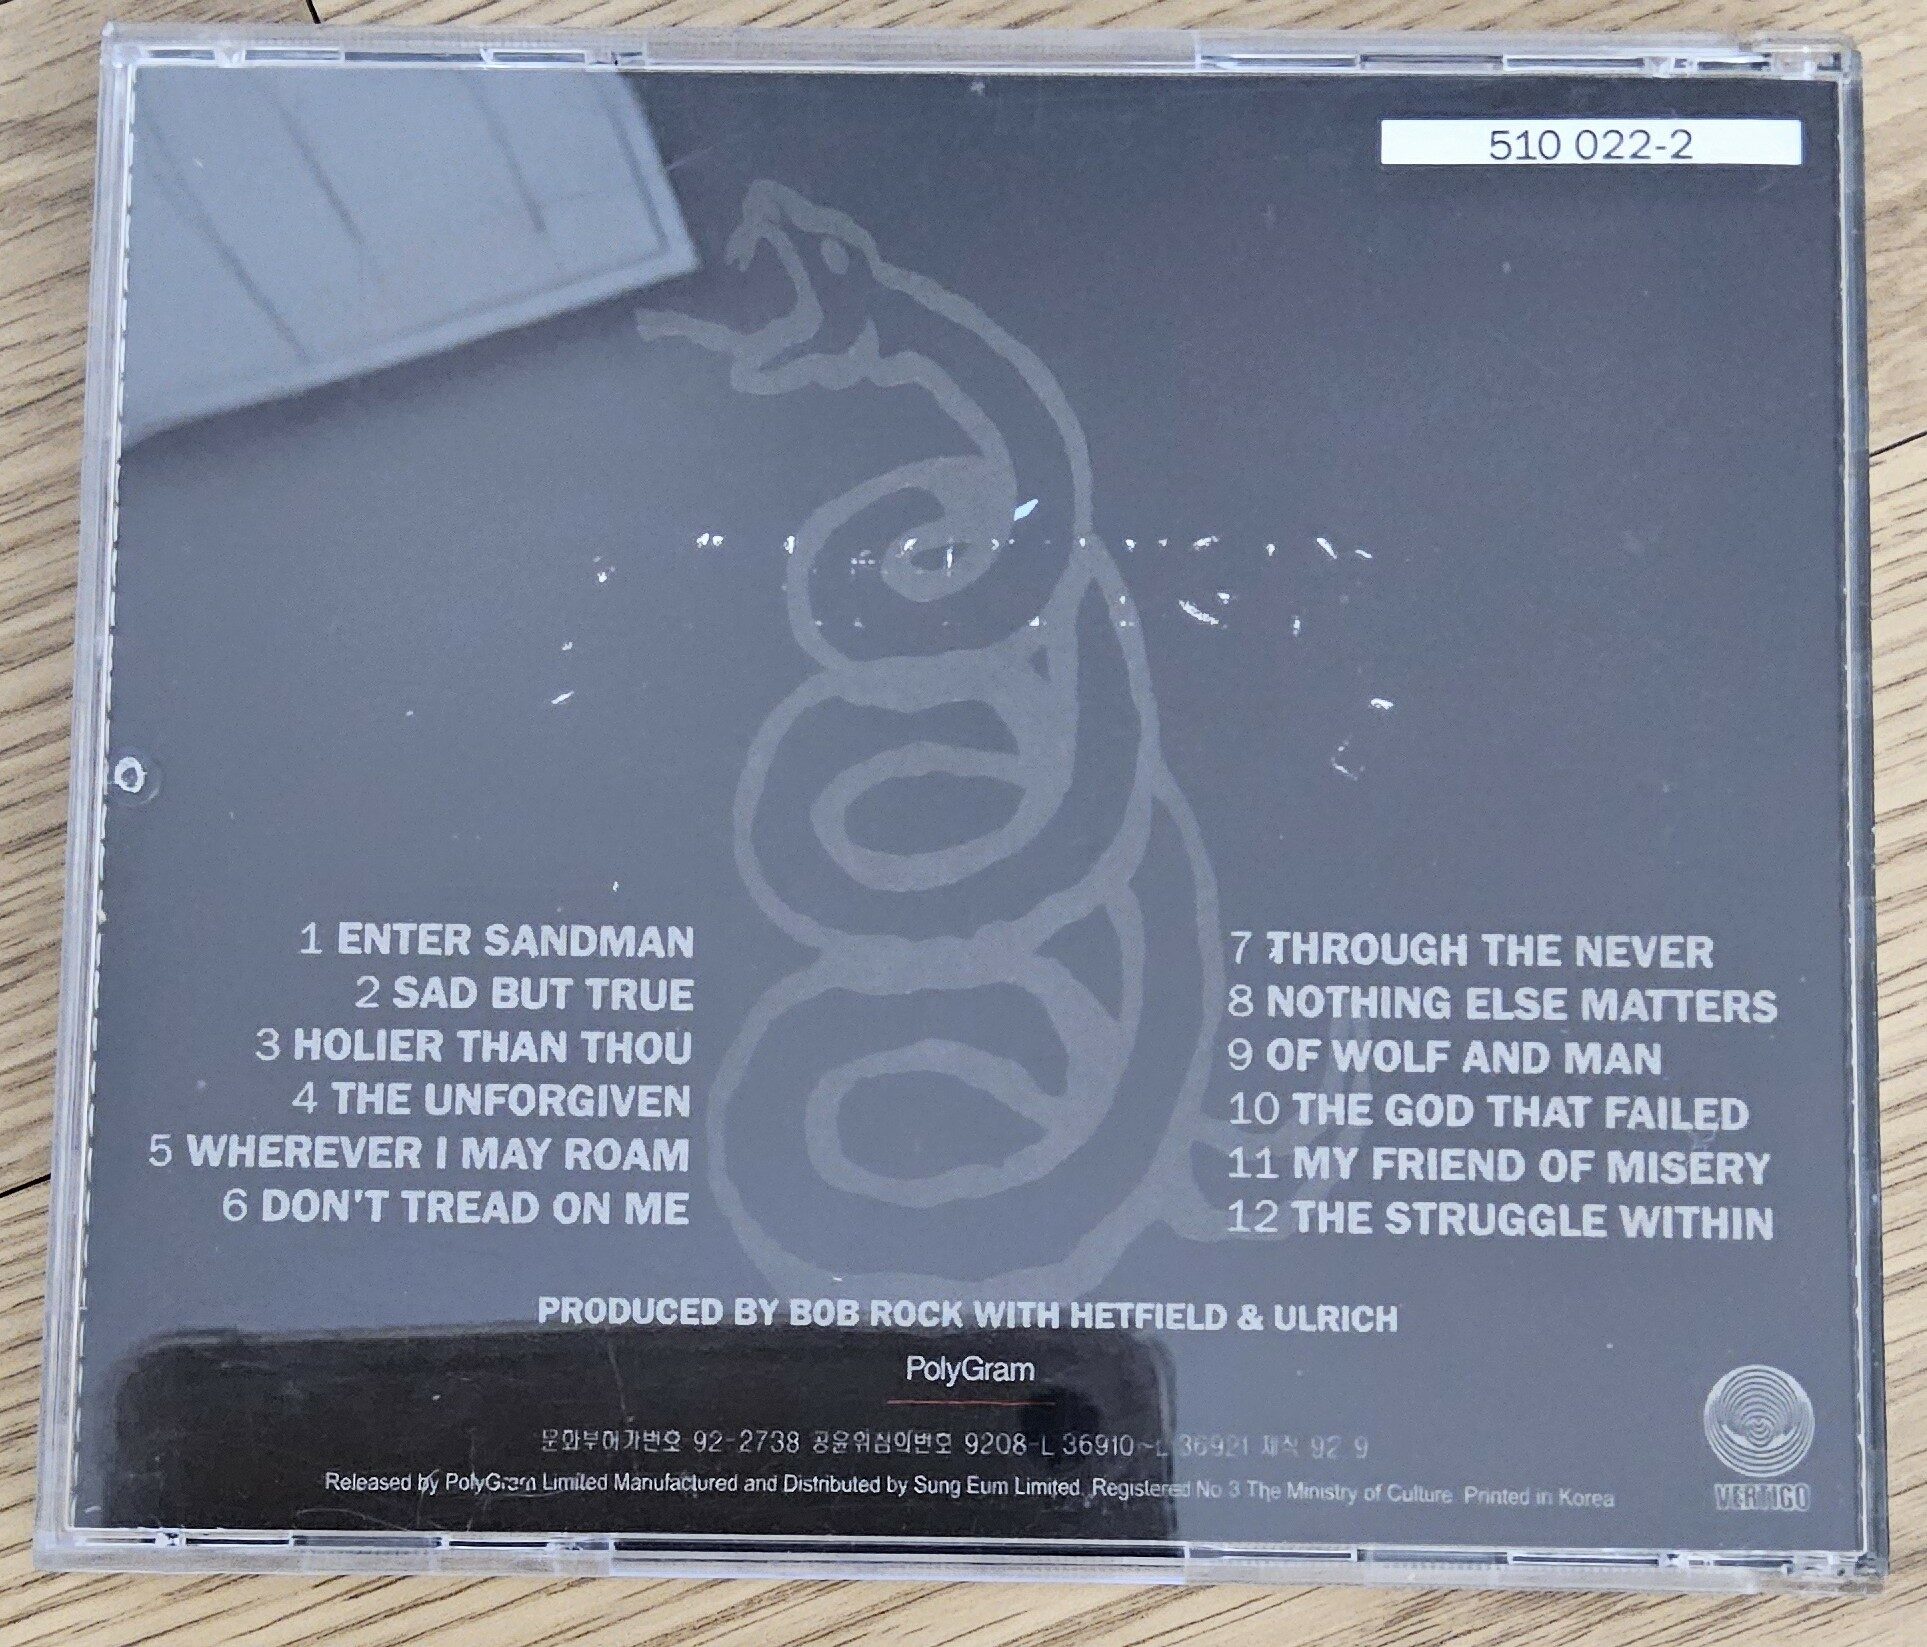 510 022-2
1 ENTER SANDMAN
2 SAD BUT TRUE
3 HOLIER THAN THOU
4 THE UNFORGIVEN
5 WHEREVER I MAY ROAM
6 DON'T TREAD ON ME
7 THROUGH THE NEVER
8 NOTHING ELSE MATTERS
9 OF WOLF AND MAN
10 THE GOD THAT FAILED
11 MY FRIEND OF MISERY
12 THE STRUGGLE WITHIN
PRODUCED BY BOB ROCK WITH HETFIELD & ULRICH
PolyGram
문화부허가번호 92-2738 공윤위심의번호 9208-L 36910~L 36921 제작 92 9
Released by PolyGram Limited Manufactured and Distributed by Sung Eum Limited. Registered No 3 The Ministry of Culture Printed in Korea
VERTIGO